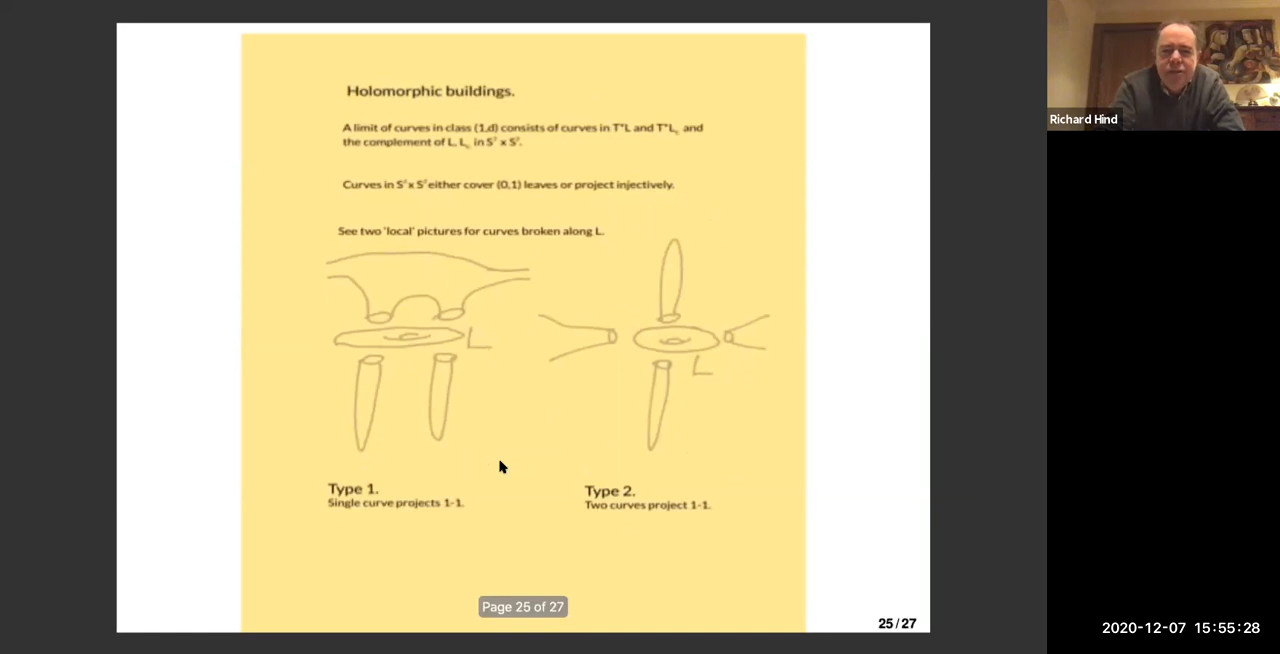 Holomorphic buildings.
A limit of curves in class (1,d) consists of curves in T*L and T*L, and
the complement of L, L, in S² x S².
Curves in S² x S² either cover (0,1) leaves or project injectively.
See two 'local' pictures for curves broken along L.
L
L
Type 1.
Single curve projects 1-1.
Type 2.
Two curves project 1-1.
Page 25 of 27
25/27
Richard Hind
2020-12-07 15:55:28